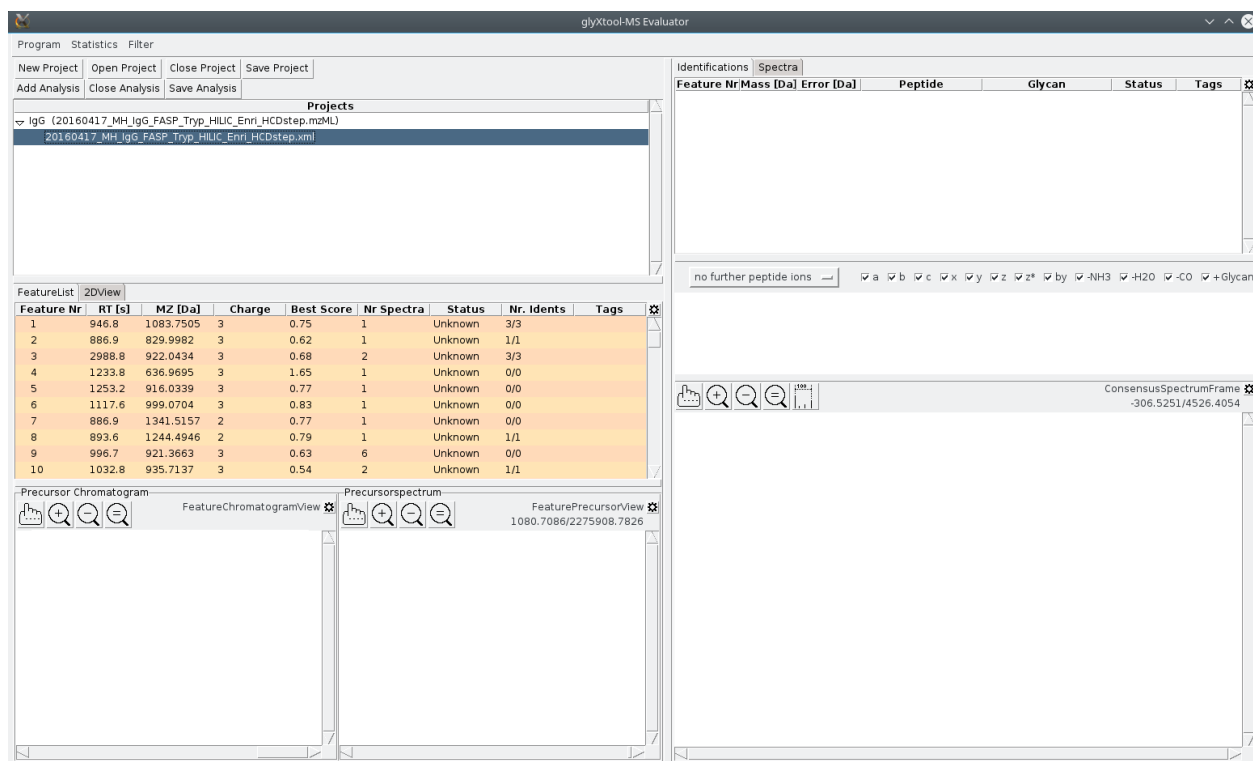 glyXtool-MS Evaluator
Program Statistics Filter
New Project Open Project Close Project Save Project
Add Analysis Close Analysis Save Analysis
Projects
IgG (20160417_MH_IgG_FASP_Tryp_HILIC_Enri_HCDstep.mzML)
20160417_MH_IgG_FASP_Tryp_HILIC_Enri_HCDstep.xml
FeatureList 2DView
Feature Nr RT [s] MZ [Da] Charge Best Score Nr Spectra Status Nr. Idents Tags
1 946.8 1083.7505 3 0.75 1 Unknown 3/3
2 886.9 829.9982 3 0.62 1 Unknown 1/1
3 2988.8 922.0434 3 0.68 2 Unknown 3/3
4 1233.8 636.9695 3 1.65 1 Unknown 0/0
5 1253.2 916.0339 3 0.77 1 Unknown 0/0
6 1117.6 999.0704 3 0.83 1 Unknown 0/0
7 886.9 1341.5157 2 0.77 1 Unknown 0/0
8 893.6 1244.4946 2 0.79 1 Unknown 1/1
9 996.7 921.3663 3 0.63 6 Unknown 0/0
10 1032.8 935.7137 3 0.54 2 Unknown 1/1
Precursor Chromatogram
FeatureChromatogramView
Precursorspectrum
FeaturePrecursorView
1080.7086/2275908.7826
Identifications Spectra
Feature Nr Mass [Da] Error [Da] Peptide Glycan Status Tags
no further peptide ions a b c x y z z* by -NH3 -H2O -CO +Glycan
100
ConsensusSpectrumFrame
-306.5251/4526.4054